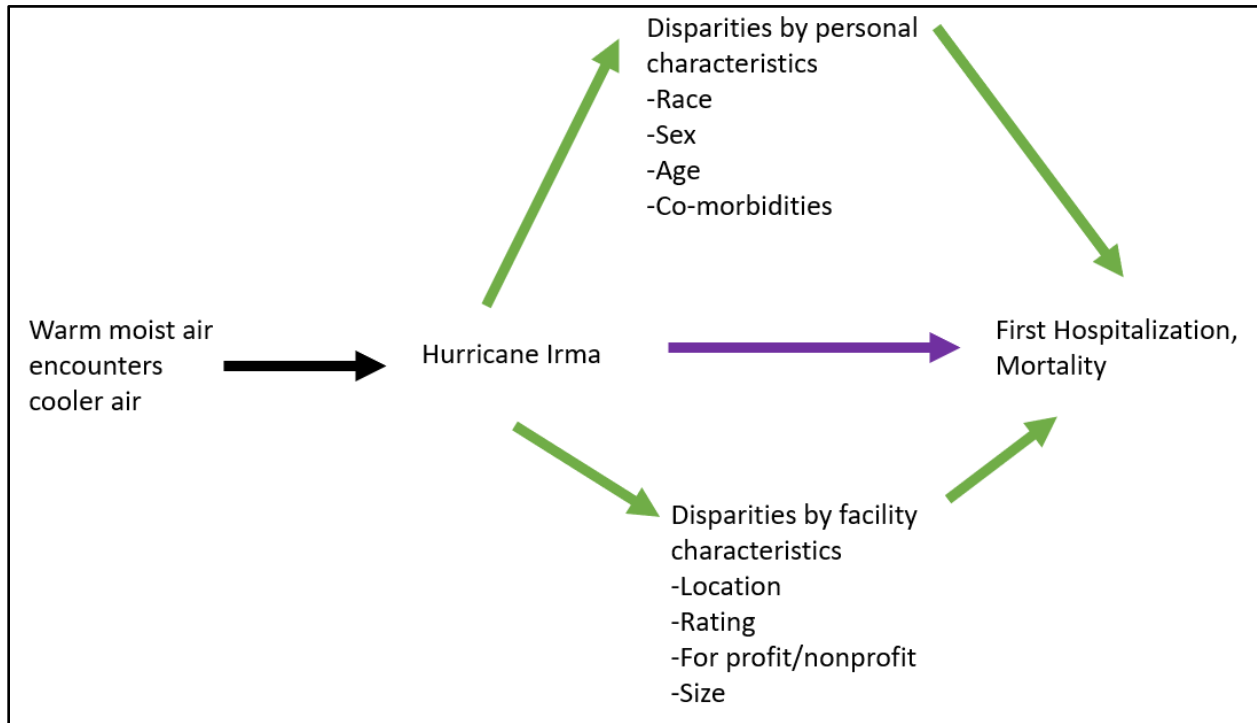 Disparities by personal
characteristics
-Race
-Sex
-Age
-Co-morbidities
Warm moist air
encounters
cooler air
Hurricane Irma
First Hospitalization,
Mortality
Disparities by facility
characteristics
-Location
-Rating
-For profit/nonprofit
-Size